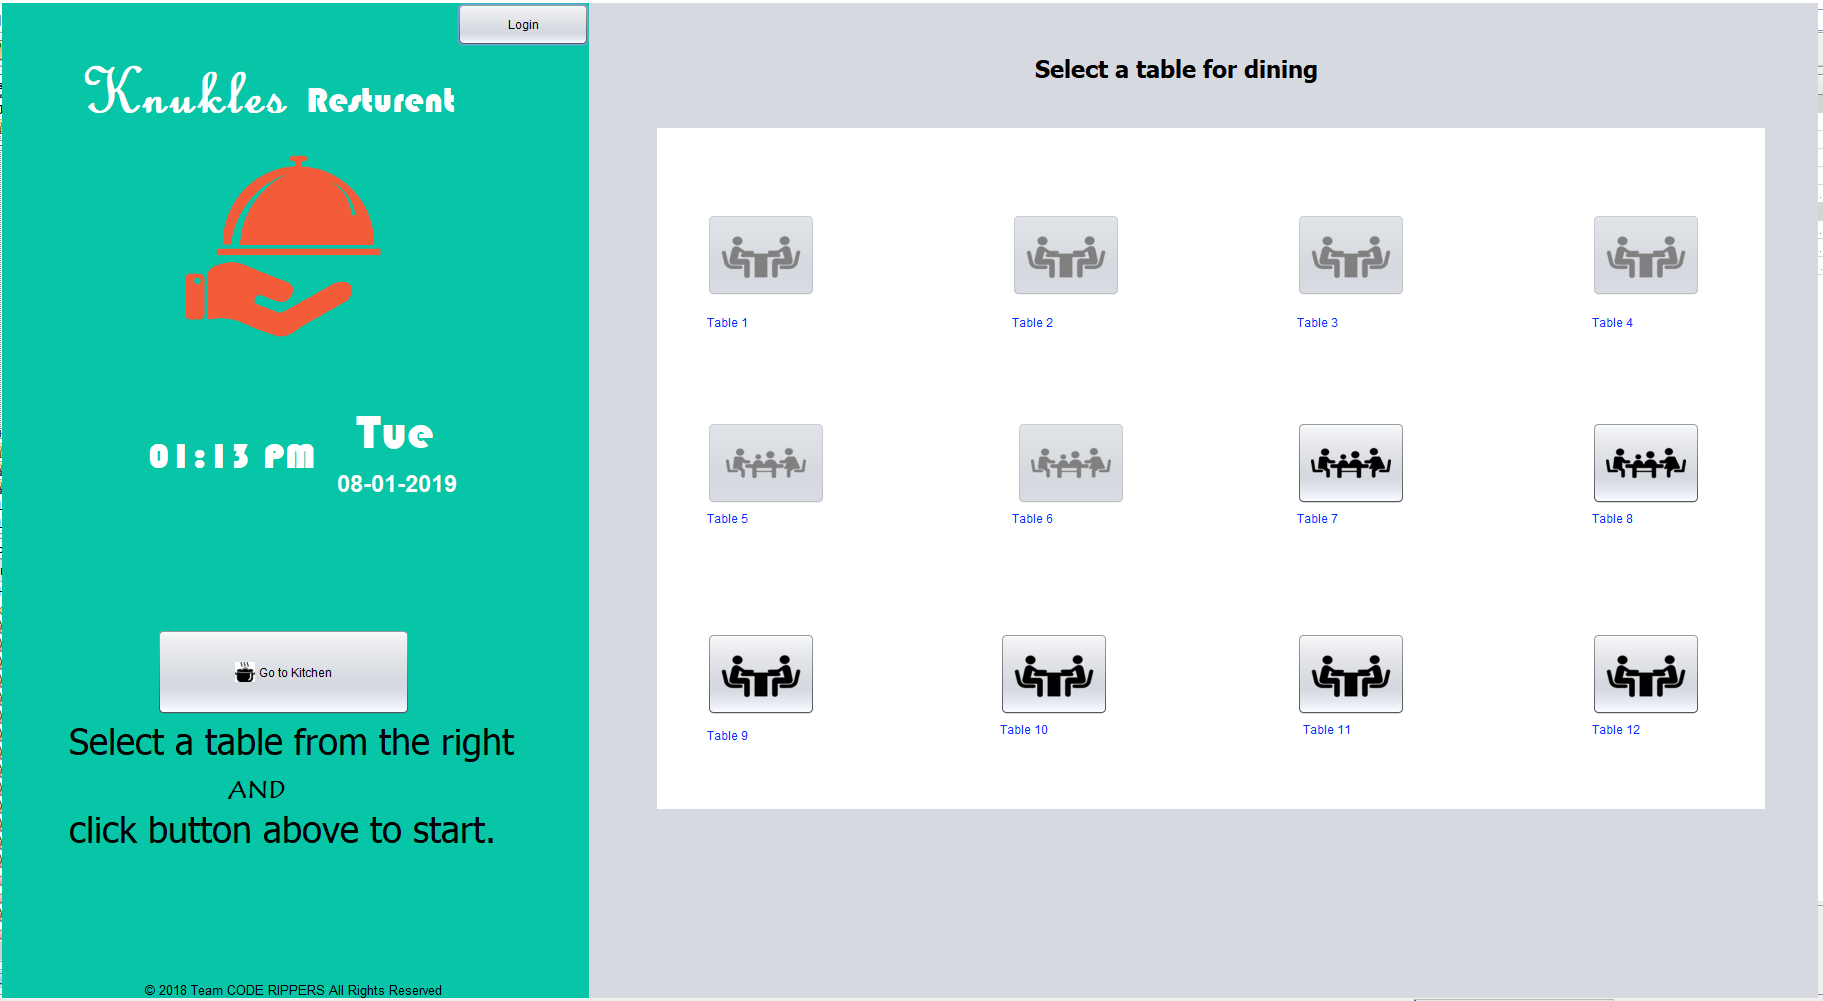 Login
Knukles Resturent
01:13 PM
Tue
08-01-2019
Go to Kitchen
Select a table from the right
AND
click button above to start.
© 2018 Team CODE RIPPERS All Rights Reserved
Select a table for dining
Table 1
Table 2
Table 3
Table 4
Table 5
Table 6
Table 7
Table 8
Table 9
Table 10
Table 11
Table 12